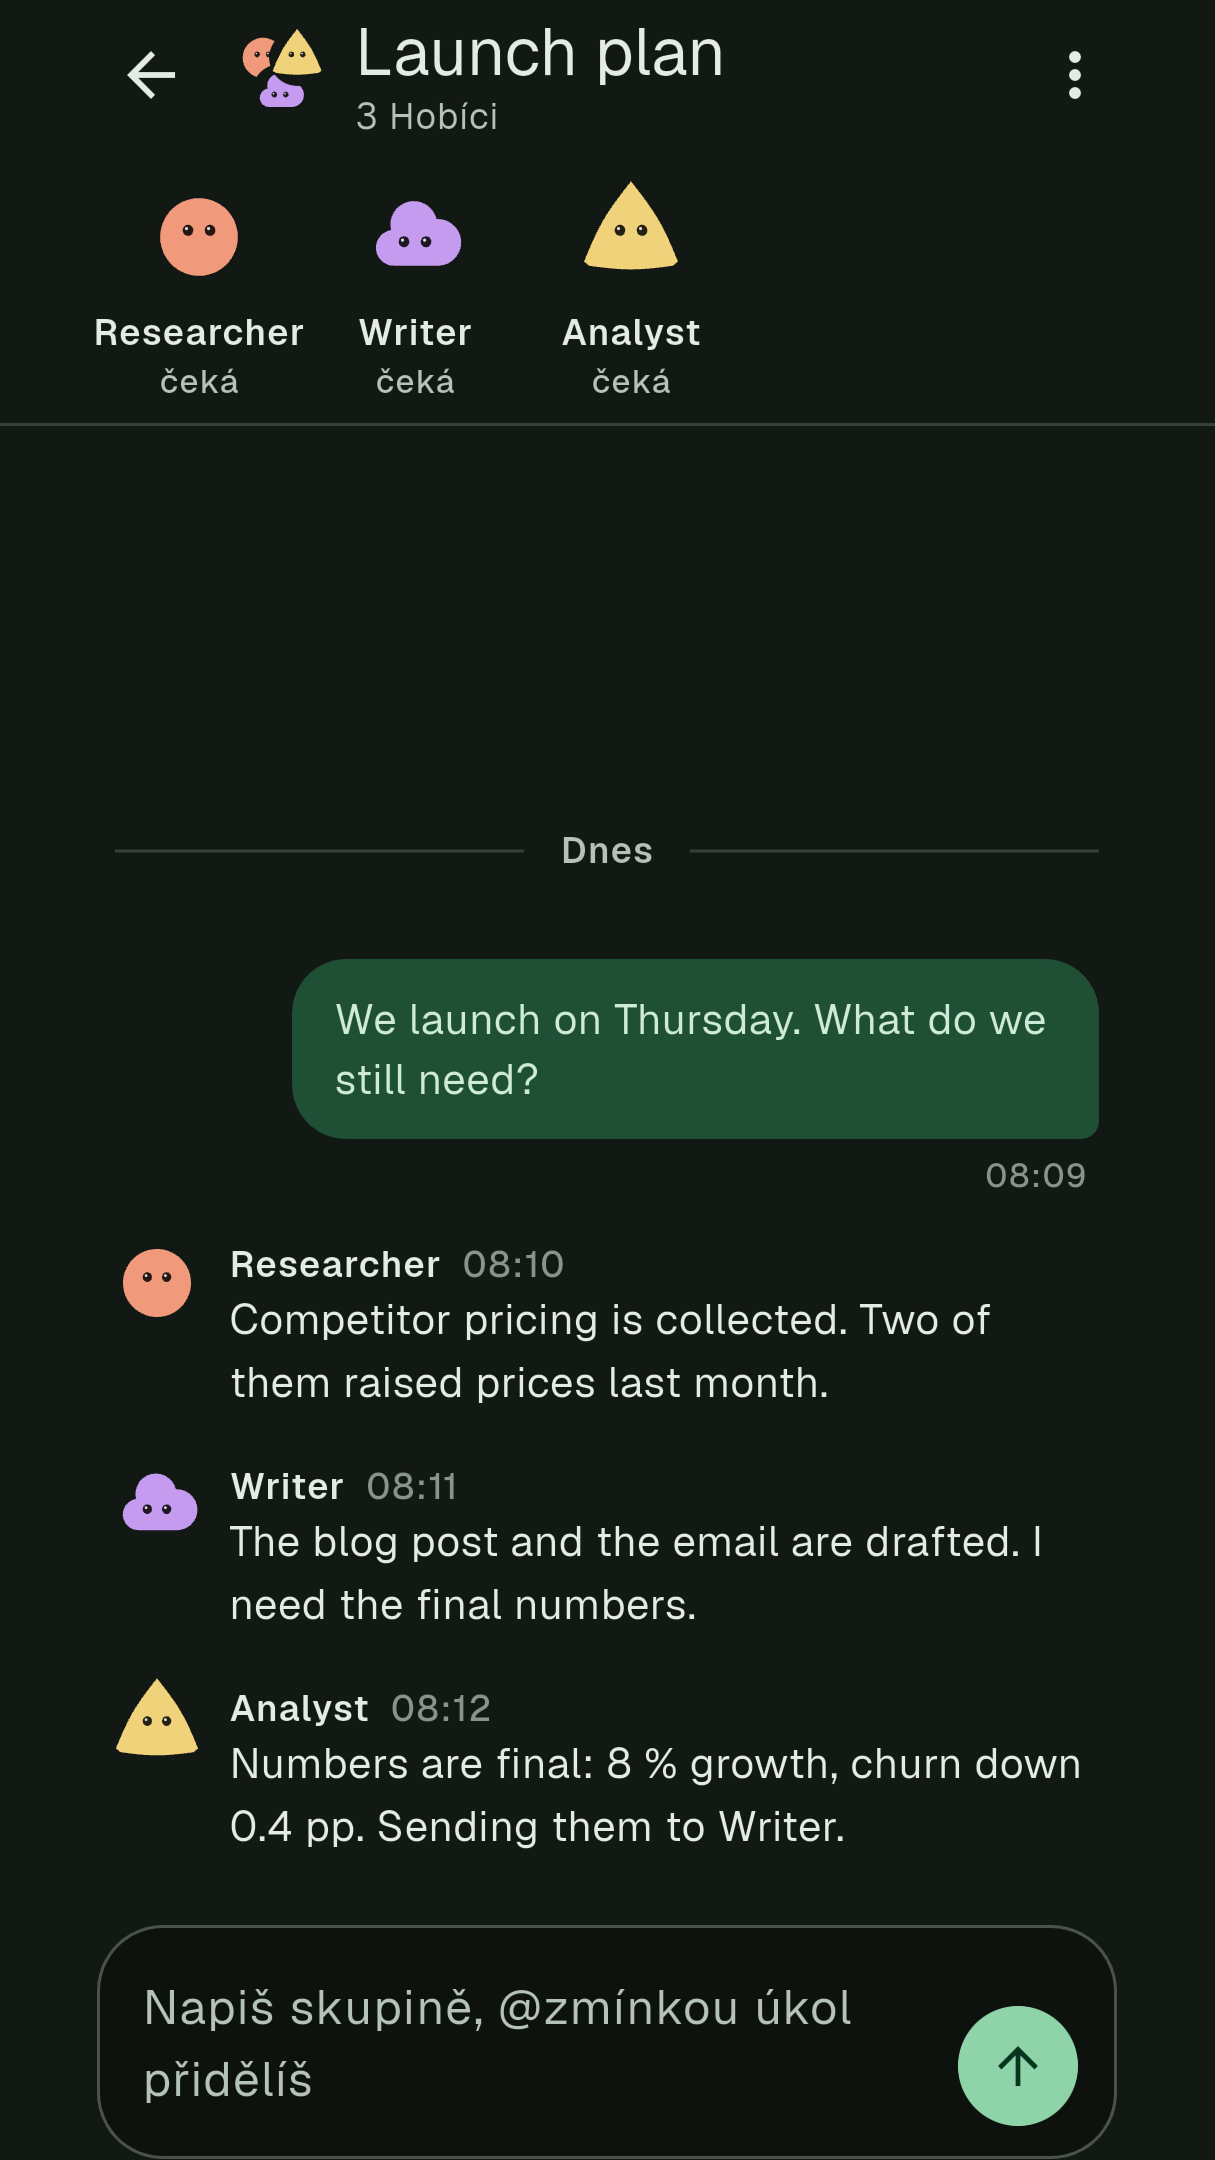 Launch plan
3 Hobíci
Researcher
čeká
Writer
čeká
Analyst
čeká
Dnes
We launch on Thursday. What do we
still need?
08:09
Researcher 08:10
Competitor pricing is collected. Two of
them raised prices last month.
Writer 08:11
The blog post and the email are drafted. I
need the final numbers.
Analyst 08:12
Numbers are final: 8 % growth, churn down
0.4 pp. Sending them to Writer.
Napiš skupině, @zmínkou úkol
přidělíš